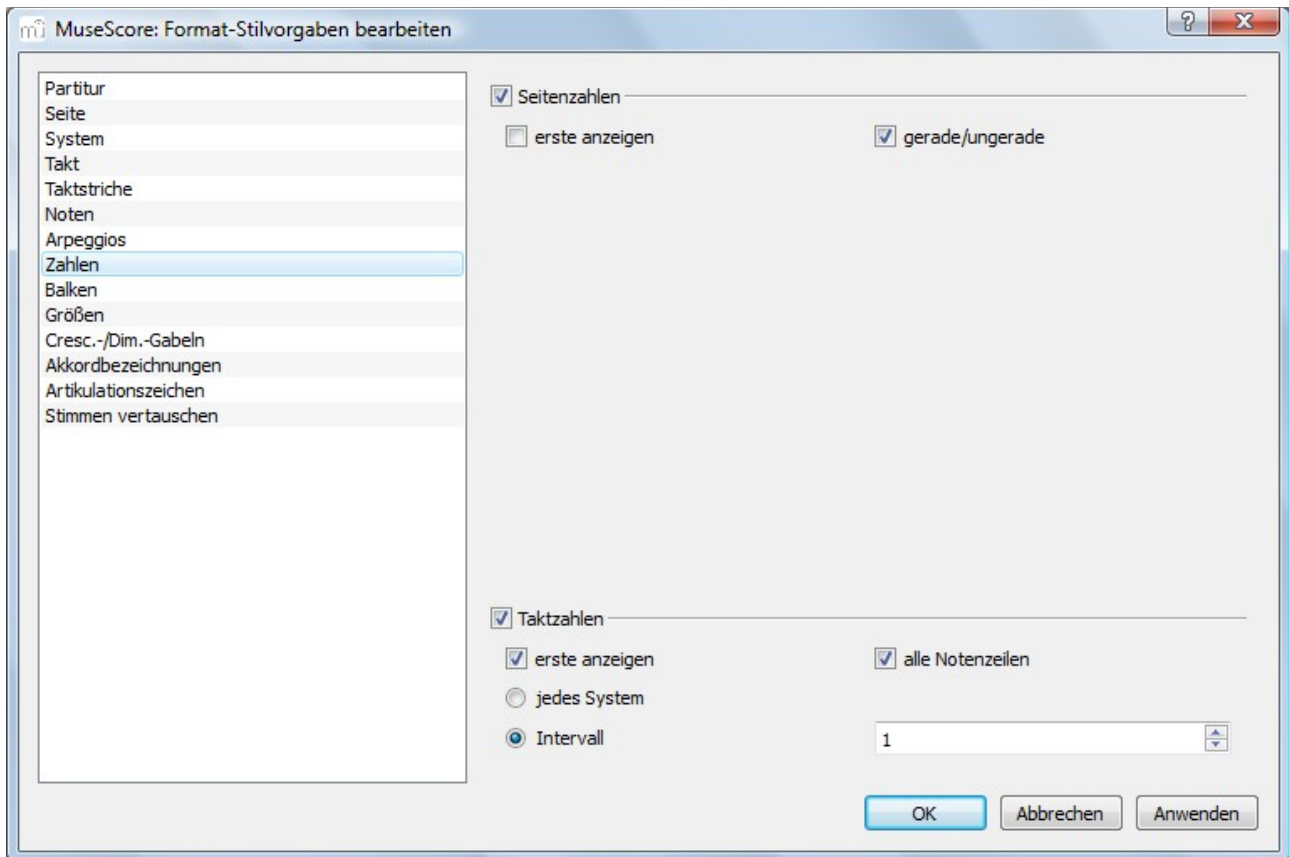 MuseScore: Format-Stilvorgaben bearbeiten
Partitur
Seite
System
Takt
Taktstriche
Noten
Arpeggios
Zahlen
Balken
Größen
Cresc.-/Dim.-Gabeln
Akkordbezeichnungen
Artikulationszeichen
Stimmen vertauschen
Seitenzahlen
erste anzeigen gerade/ungerade
Taktzahlen
erste anzeigen alle Notenzeilen
jedes System
Intervall 1
OK Abbrechen Anwenden